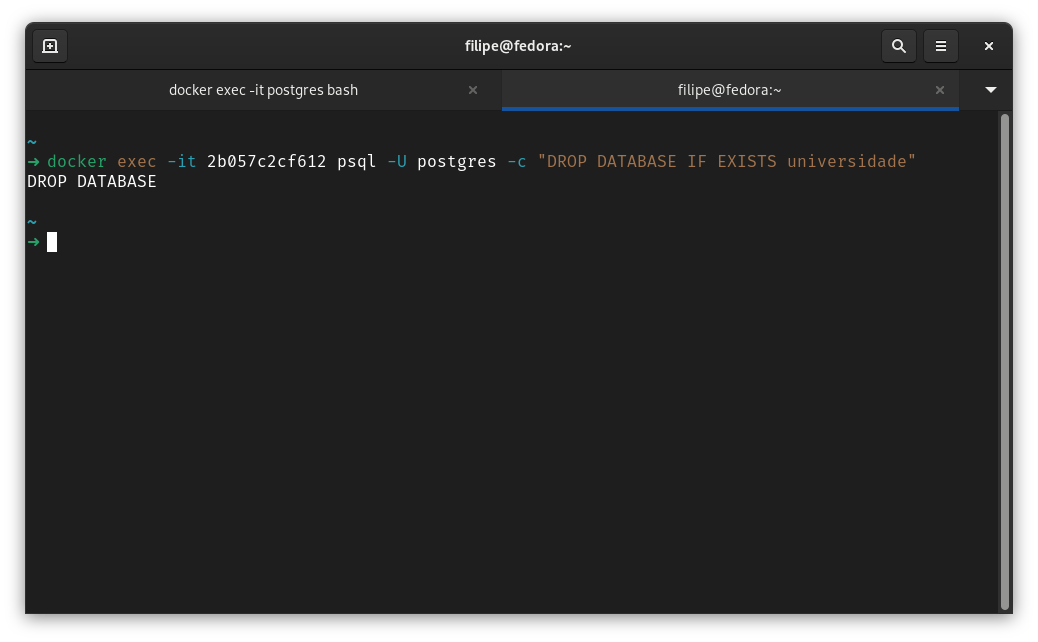 filipe@fedora:~
docker exec -it postgres bash
filipe@fedora:~
~
➜ docker exec -it 2b057c2cf612 psql -U postgres -c "DROP DATABASE IF EXISTS universidade"
DROP DATABASE
~
➜